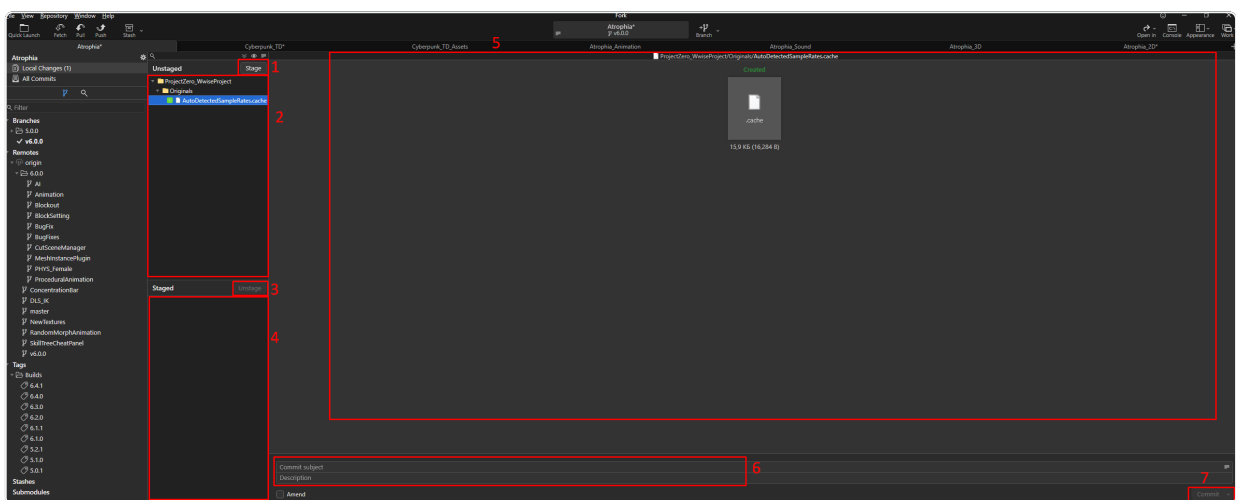 File View Repository Window Help
Fork
Quick Launch Fetch Pull Push Stash
Atrophia*
v6.0.0
Branch
Open in Console Appearance Work
Atrophia* Cyberpunk_TD* Cyberpunk_TD_Assets 5 Atrophia_Animation Atrophia_Sound Atrophia_3D Atrophia_2D*
Atrophia
Local Changes (1)
All Commits
Filter
Branches
5.0.0
v6.0.0
Remotes
origin
6.0.0
AI
Animation
Blockout
BlockSetting
BugFix
BugFixes
CutSceneManager
MeshInstancePlugin
PHYS_Female
ProceduralAnimation
ConcentrationBar
DLS_IK
master
NewTextures
RandomMorphAnimation
SkillTreeCheatPanel
v6.0.0
Tags
Builds
6.4.1
6.4.0
6.3.0
6.2.0
6.1.1
6.1.0
5.2.1
5.1.0
5.0.1
Stashes
Submodules
Unstaged Stage 1
ProjectZero_WwiseProject
Originals
AutoDetectedSampleRates.cache
2
Staged Unstage 3
4
ProjectZero_WwiseProject/Originals/AutoDetectedSampleRates.cache
Created
.cache
15,9 КБ (16,284 B)
Commit subject
Description
6
Amend
7
Commit